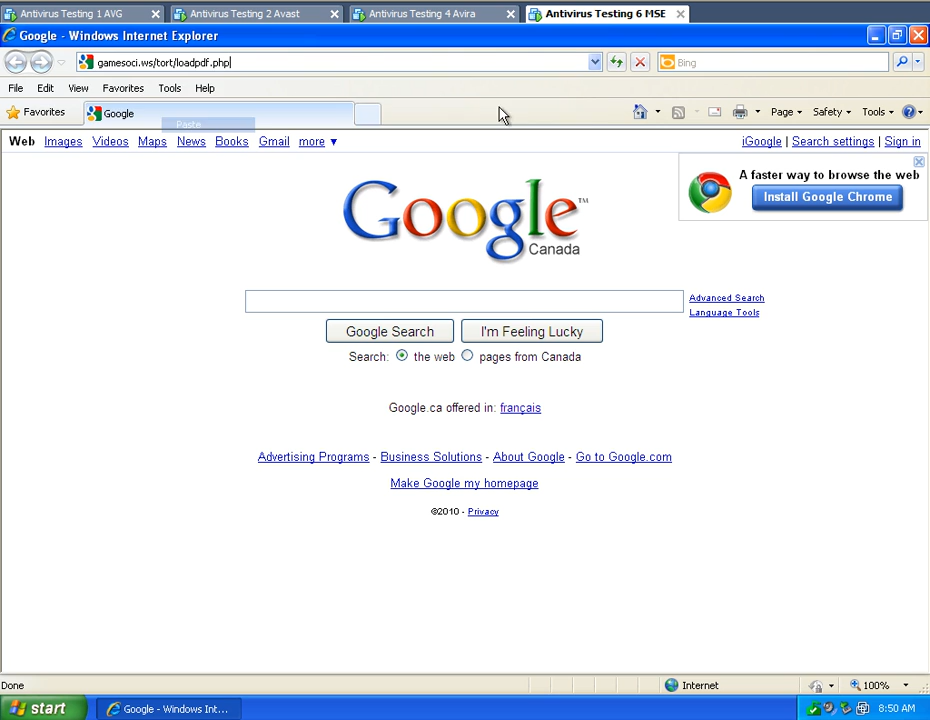 Antivirus Testing 1 AVG Antivirus Testing 2 Avast Antivirus Testing 4 Avira Antivirus Testing 6 MSE
Google - Windows Internet Explorer
gamesoci.ws/tort/loadpdf.php Bing
File Edit View Favorites Tools Help
Favorites Google Page Safety Tools
Paste
Web Images Videos Maps News Books Gmail more ▼ iGoogle | Search settings | Sign in
A faster way to browse the web
Install Google Chrome
Google™
Canada
Advanced Search
Language Tools
Google Search I'm Feeling Lucky
Search: the web pages from Canada
Google.ca offered in: français
Advertising Programs - Business Solutions - About Google - Go to Google.com
Make Google my homepage
©2010 - Privacy
Done Internet 100%
start Google - Windows Int... 8:50 AM